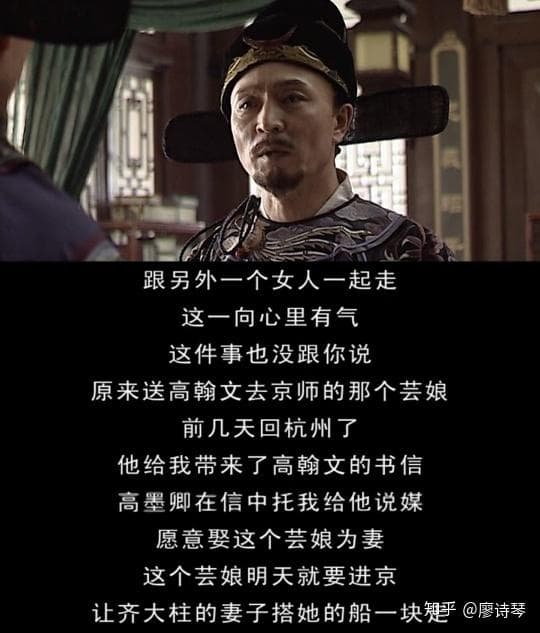 跟另外一个女人一起走
这一向心里有气
这件事也没跟你说
原来送高翰文去京师的那个芸娘
前几天回杭州了
他给我带来了高翰文的书信
高墨卿在信中托我给他说媒
愿意娶这个芸娘为妻
这个芸娘明天就要进京
让齐大柱的妻子搭她的船一块走
知乎 @廖诗琴